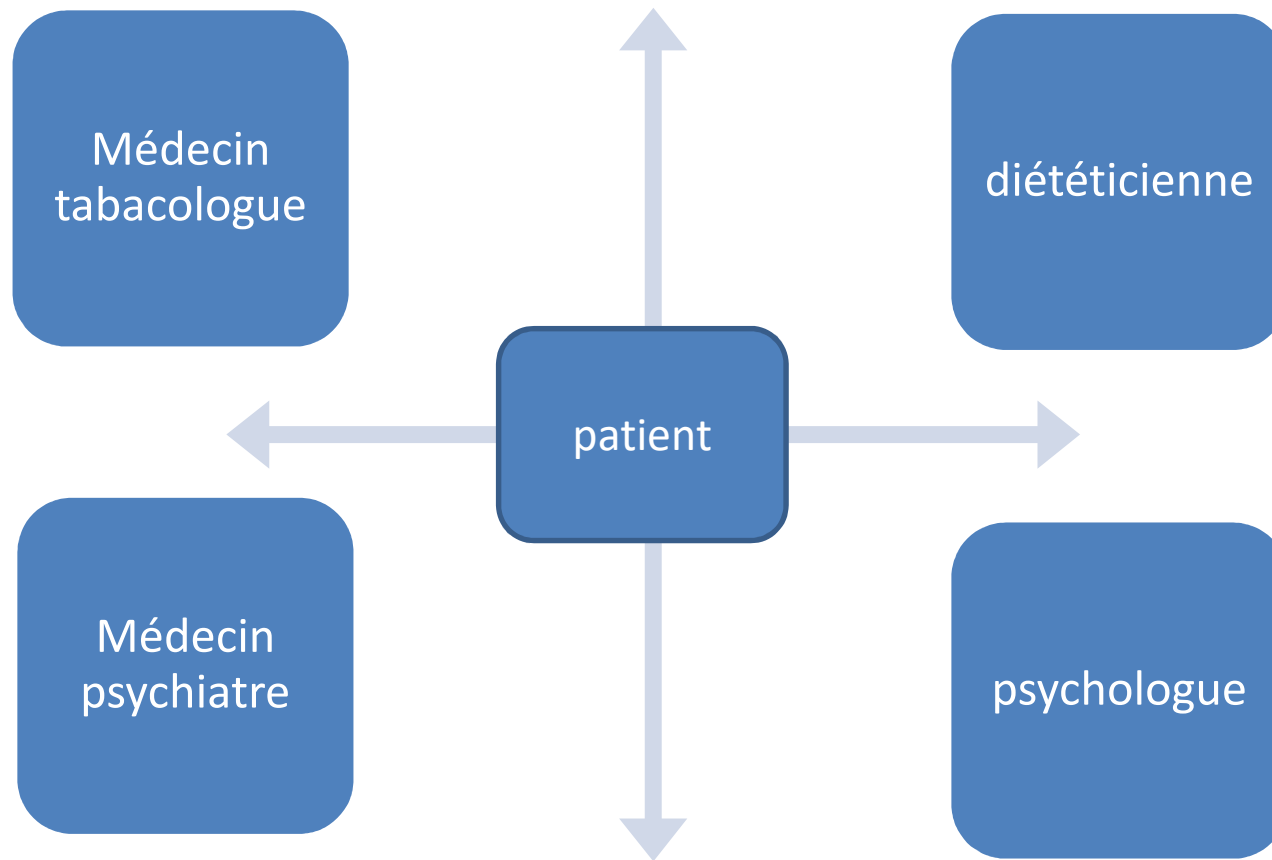 Médecin
tabacologue
diététicienne
patient
Médecin
psychiatre
psychologue